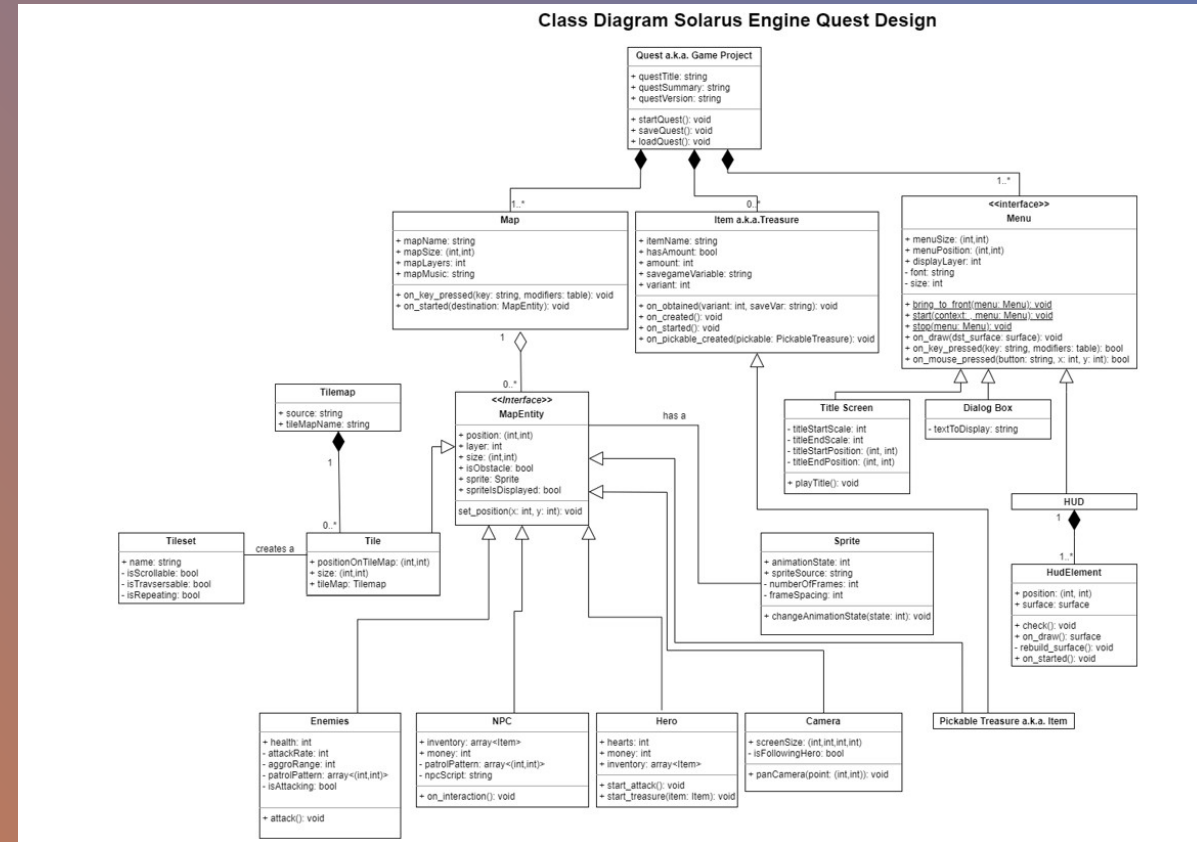 Class Diagram Solarus Engine Quest Design
Quest a.k.a. Game Project
+ questTitle: string
+ questSummary: string
+ questVersion: string
+ startQuest(): void
+ saveQuest(): void
+ loadQuest(): void
1..*
0..*
1..*
Map
+ mapName: string
+ mapSize: (int,int)
+ mapLayers: int
+ mapMusic: string
+ on_key_pressed(key: string, modifiers: table): void
+ on_started(destination: MapEntity): void
Item a.k.a.Treasure
+ itemName: string
+ hasAmount: bool
+ amount: int
+ savegameVariable: string
+ variant: int
+ on_obtained(variant: int, saveVar: string): void
+ on_created(): void
+ on_started(): void
+ on_pickable_created(pickable: PickableTreasure): void
<<interface>>
Menu
+ menuSize: (int,int)
+ menuPosition: (int,int)
+ displayLayer: int
- font: string
- size: int
+ bring_to_front(menu: Menu): void
+ start(context: , menu: Menu): void
+ stop(menu: Menu): void
+ on_draw(dst_surface: surface): void
+ on_key_pressed(key: string, modifiers: table): bool
+ on_mouse_pressed(button: string, x: int, y: int): bool
1
0..*
Tilemap
+ source: string
+ tileMapName: string
1
0..*
<<Interface>>
MapEntity
+ position: (int,int)
+ layer: int
+ size: (int,int)
+ isObstacle: bool
+ sprite: Sprite
+ spriteIsDisplayed: bool
set_position(x: int, y: int): void
has a
Title Screen
- titleStartScale: int
- titleEndScale: int
- titleStartPosition: (int, int)
- titleEndPosition: (int, int)
+ playTitle(): void
Dialog Box
- textToDisplay: string
HUD
1
1..*
Tileset
+ name: string
- isScrollable: bool
- isTravsersable: bool
- isRepeating: bool
creates a
Tile
+ positionOnTileMap: (int,int)
+ size: (int,int)
+ tileMap: Tilemap
Sprite
+ animationState: int
+ spriteSource: string
- numberOfFrames: int
- frameSpacing: int
+ changeAnimationState(state: int): void
HudElement
+ position: (int, int)
+ surface: surface
+ check(): void
+ on_draw(): surface
- rebuild_surface(): void
+ on_started(): void
Enemies
+ health: int
- attackRate: int
- aggroRange: int
- patrolPattern: array<(int,int)>
- isAttacking: bool
+ attack(): void
NPC
+ inventory: array<Item>
+ money: int
- patrolPattern: array<(int,int)>
- npcScript: string
+ on_interaction(): void
Hero
+ hearts: int
+ money: int
+ inventory: array<Item>
+ start_attack(): void
+ start_treasure(item: Item): void
Camera
+ screenSize: (int,int,int,int)
- isFollowingHero: bool
+ panCamera(point: (int,int)): void
Pickable Treasure a.k.a. Item